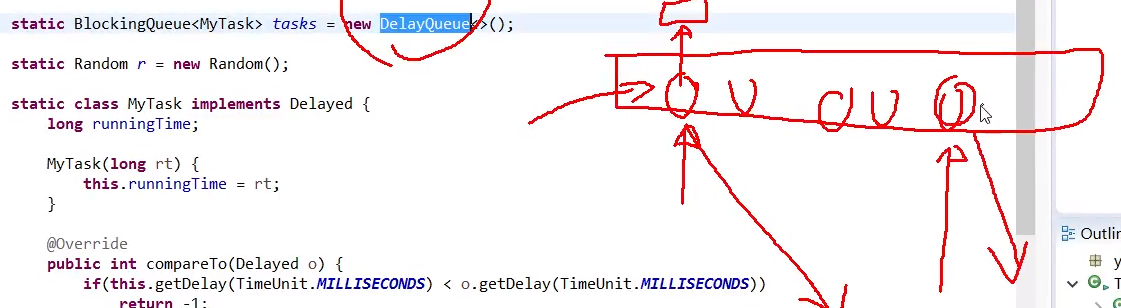 static BlockingQueue<MyTask> tasks = new DelayQueue<>();
static Random r = new Random();
static class MyTask implements Delayed {
long runningTime;
MyTask(long rt) {
this.runningTime = rt;
}
@Override
public int compareTo(Delayed o) {
if(this.getDelay(TimeUnit.MILLISECONDS) < o.getDelay(TimeUnit.MILLISECONDS))
return -1;
Outlin
y
T